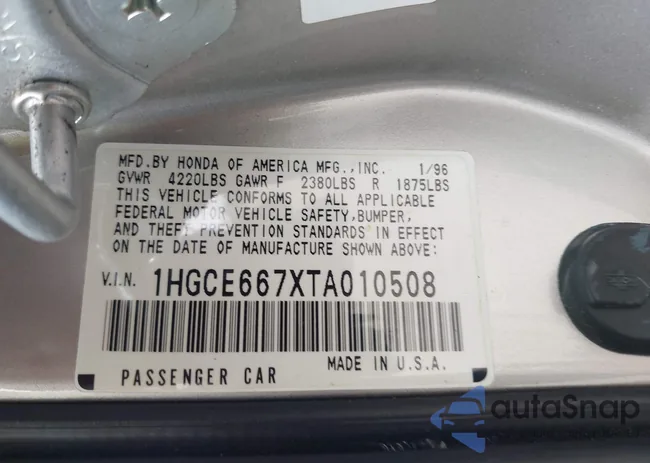 MFD.BY HONDA OF AMERICA MFG.,INC. 1/96
GVWR 4220LBS GAWR F 2380LBS R 1875LBS
THIS VEHICLE CONFORMS TO ALL APPLICABLE
FEDERAL MOTOR VEHICLE SAFETY,BUMPER,
AND THEFT PREVENTION STANDARDS IN EFFECT
ON THE DATE OF MANUFACTURE SHOWN ABOVE:
V.I.N. 1HGCE667XTA010508
PASSENGER CAR MADE IN U.S.A.
autaSnap